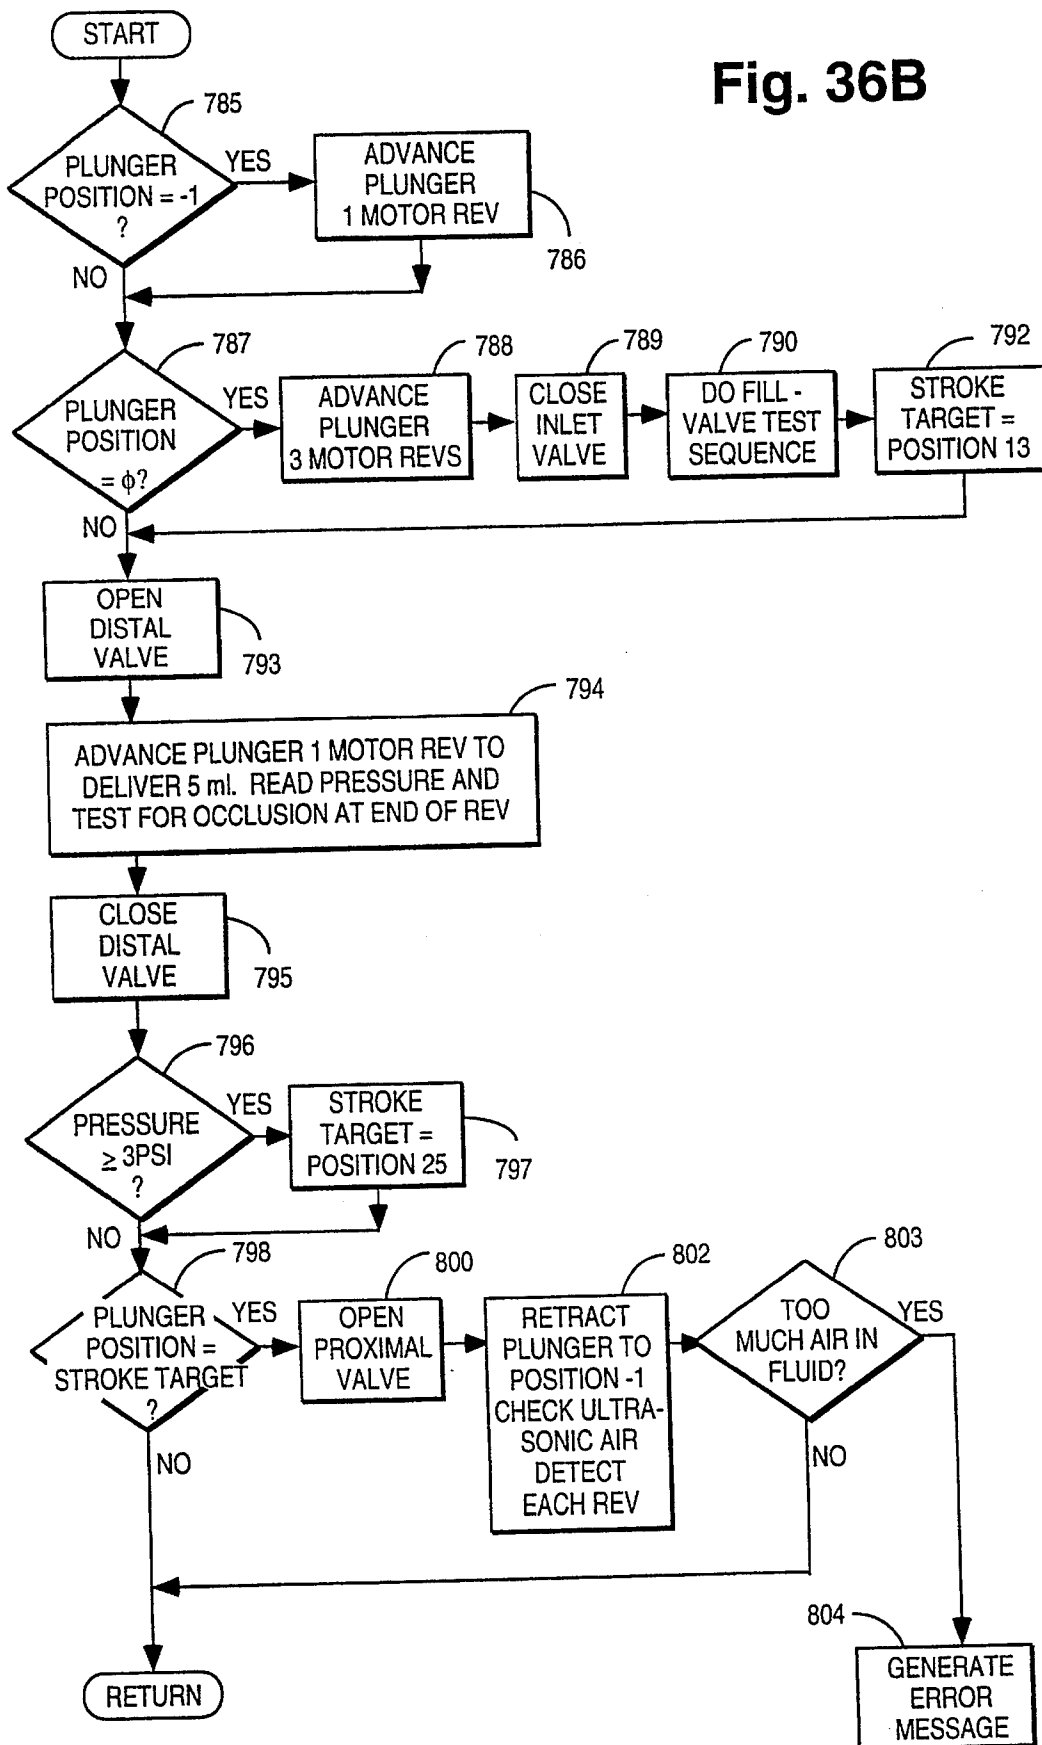 START
Fig. 36B
785
PLUNGER
POSITION = -1
?
YES
ADVANCE
PLUNGER
1 MOTOR REV
786
NO
787
PLUNGER
POSITION
= ϕ?
YES
788
ADVANCE
PLUNGER
3 MOTOR REVS
789
CLOSE
INLET
VALVE
790
DO FILL -
VALVE TEST
SEQUENCE
792
STROKE
TARGET =
POSITION 13
NO
OPEN
DISTAL
VALVE
793
794
ADVANCE PLUNGER 1 MOTOR REV TO
DELIVER 5 ml. READ PRESSURE AND
TEST FOR OCCLUSION AT END OF REV
CLOSE
DISTAL
VALVE
795
796
PRESSURE
≥ 3PSI
?
YES
STROKE
TARGET =
POSITION 25
797
NO
798
PLUNGER
POSITION =
STROKE TARGET
?
YES
800
OPEN
PROXIMAL
VALVE
802
RETRACT
PLUNGER TO
POSITION -1
CHECK ULTRA-
SONIC AIR
DETECT
EACH REV
803
TOO
MUCH AIR IN
FLUID?
YES
NO
NO
804
GENERATE
ERROR
MESSAGE
RETURN